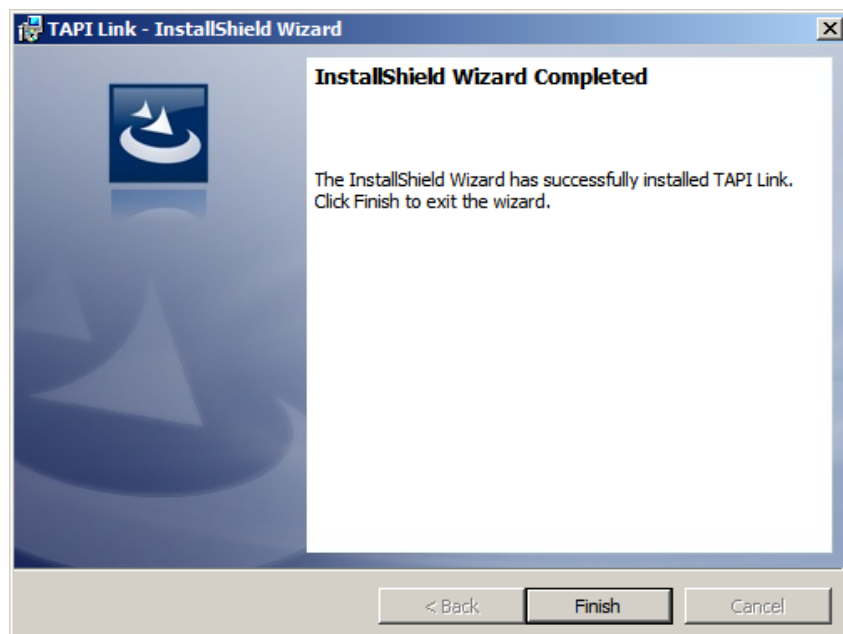 TAPI Link - InstallShield Wizard
InstallShield Wizard Completed
The InstallShield Wizard has successfully installed TAPI Link.
Click Finish to exit the wizard.
< Back
Finish
Cancel